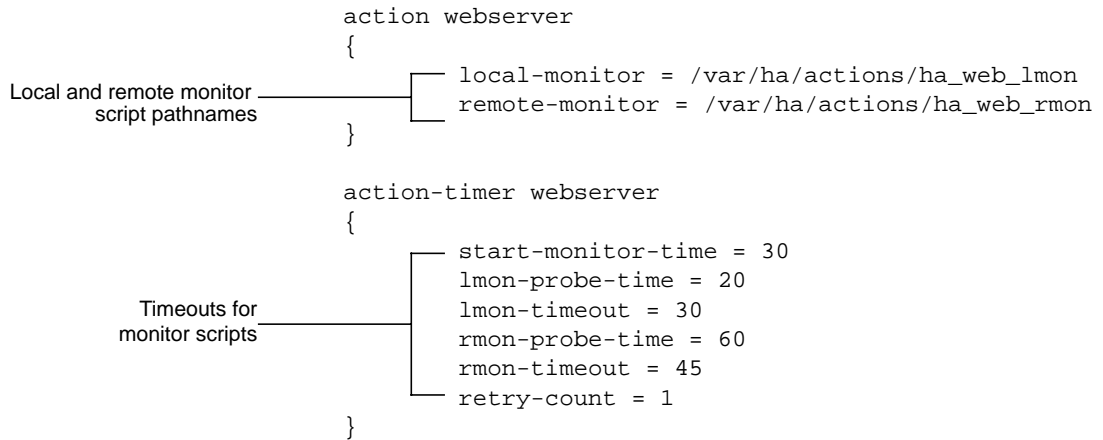 action webserver
{
local-monitor = /var/ha/actions/ha_web_lmon
remote-monitor = /var/ha/actions/ha_web_rmon
}
Local and remote monitor
script pathnames
action-timer webserver
{
start-monitor-time = 30
lmon-probe-time = 20
lmon-timeout = 30
rmon-probe-time = 60
rmon-timeout = 45
retry-count = 1
}
Timeouts for
monitor scripts